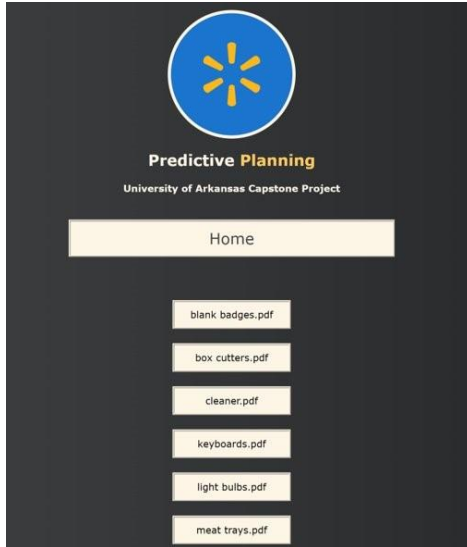 Predictive Planning
University of Arkansas Capstone Project
Home
blank badges.pdf
box cutters.pdf
cleaner.pdf
keyboards.pdf
light bulbs.pdf
meat trays.pdf